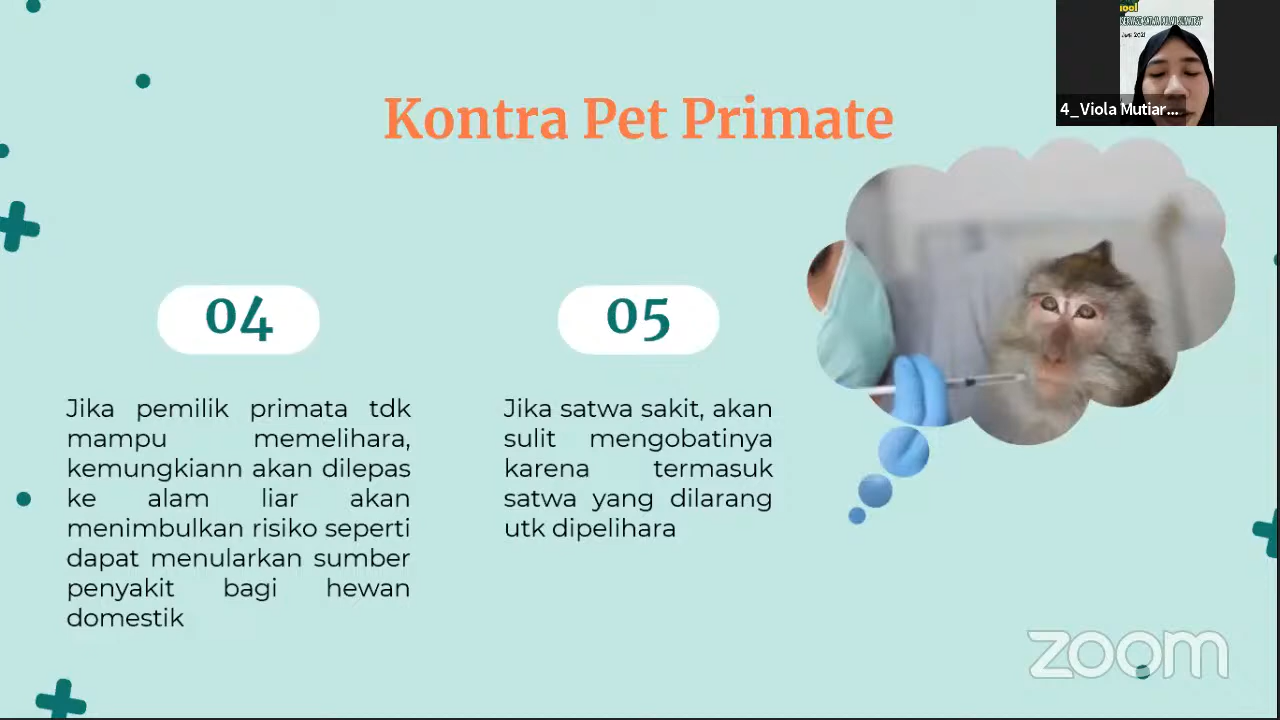 Kontra Pet Primate
04
Jika pemilik primata tdk
mampu memelihara,
kemungkiann akan dilepas
ke alam liar akan
menimbulkan risiko seperti
dapat menularkan sumber
penyakit bagi hewan
domestik
05
Jika satwa sakit, akan
sulit mengobatinya
karena termasuk
satwa yang dilarang
utk dipelihara
4_Viola Mutiar...
zoom